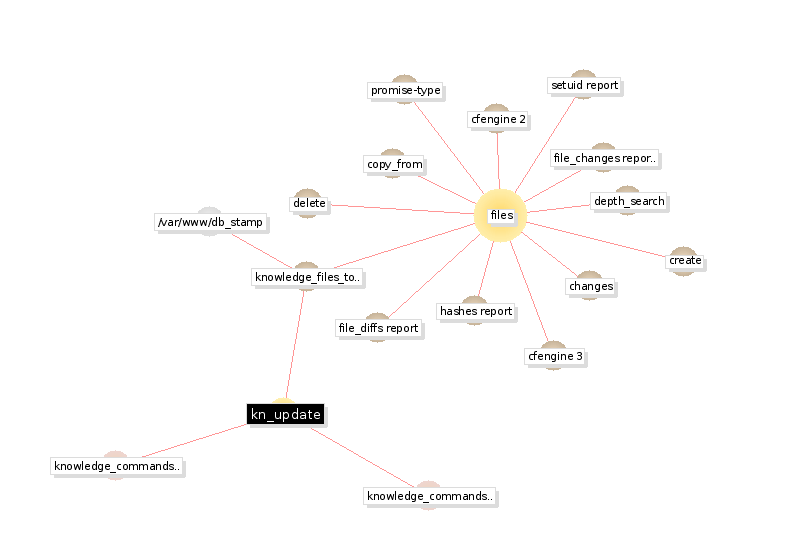 setuid report
promise-type
cfengine 2
file_changes repor..
copy_from
depth_search
delete
files
/var/www/db_stamp
create
knowledge_files_to..
changes
hashes report
file_diffs report
cfengine 3
kn_update
knowledge_commands..
knowledge_commands..